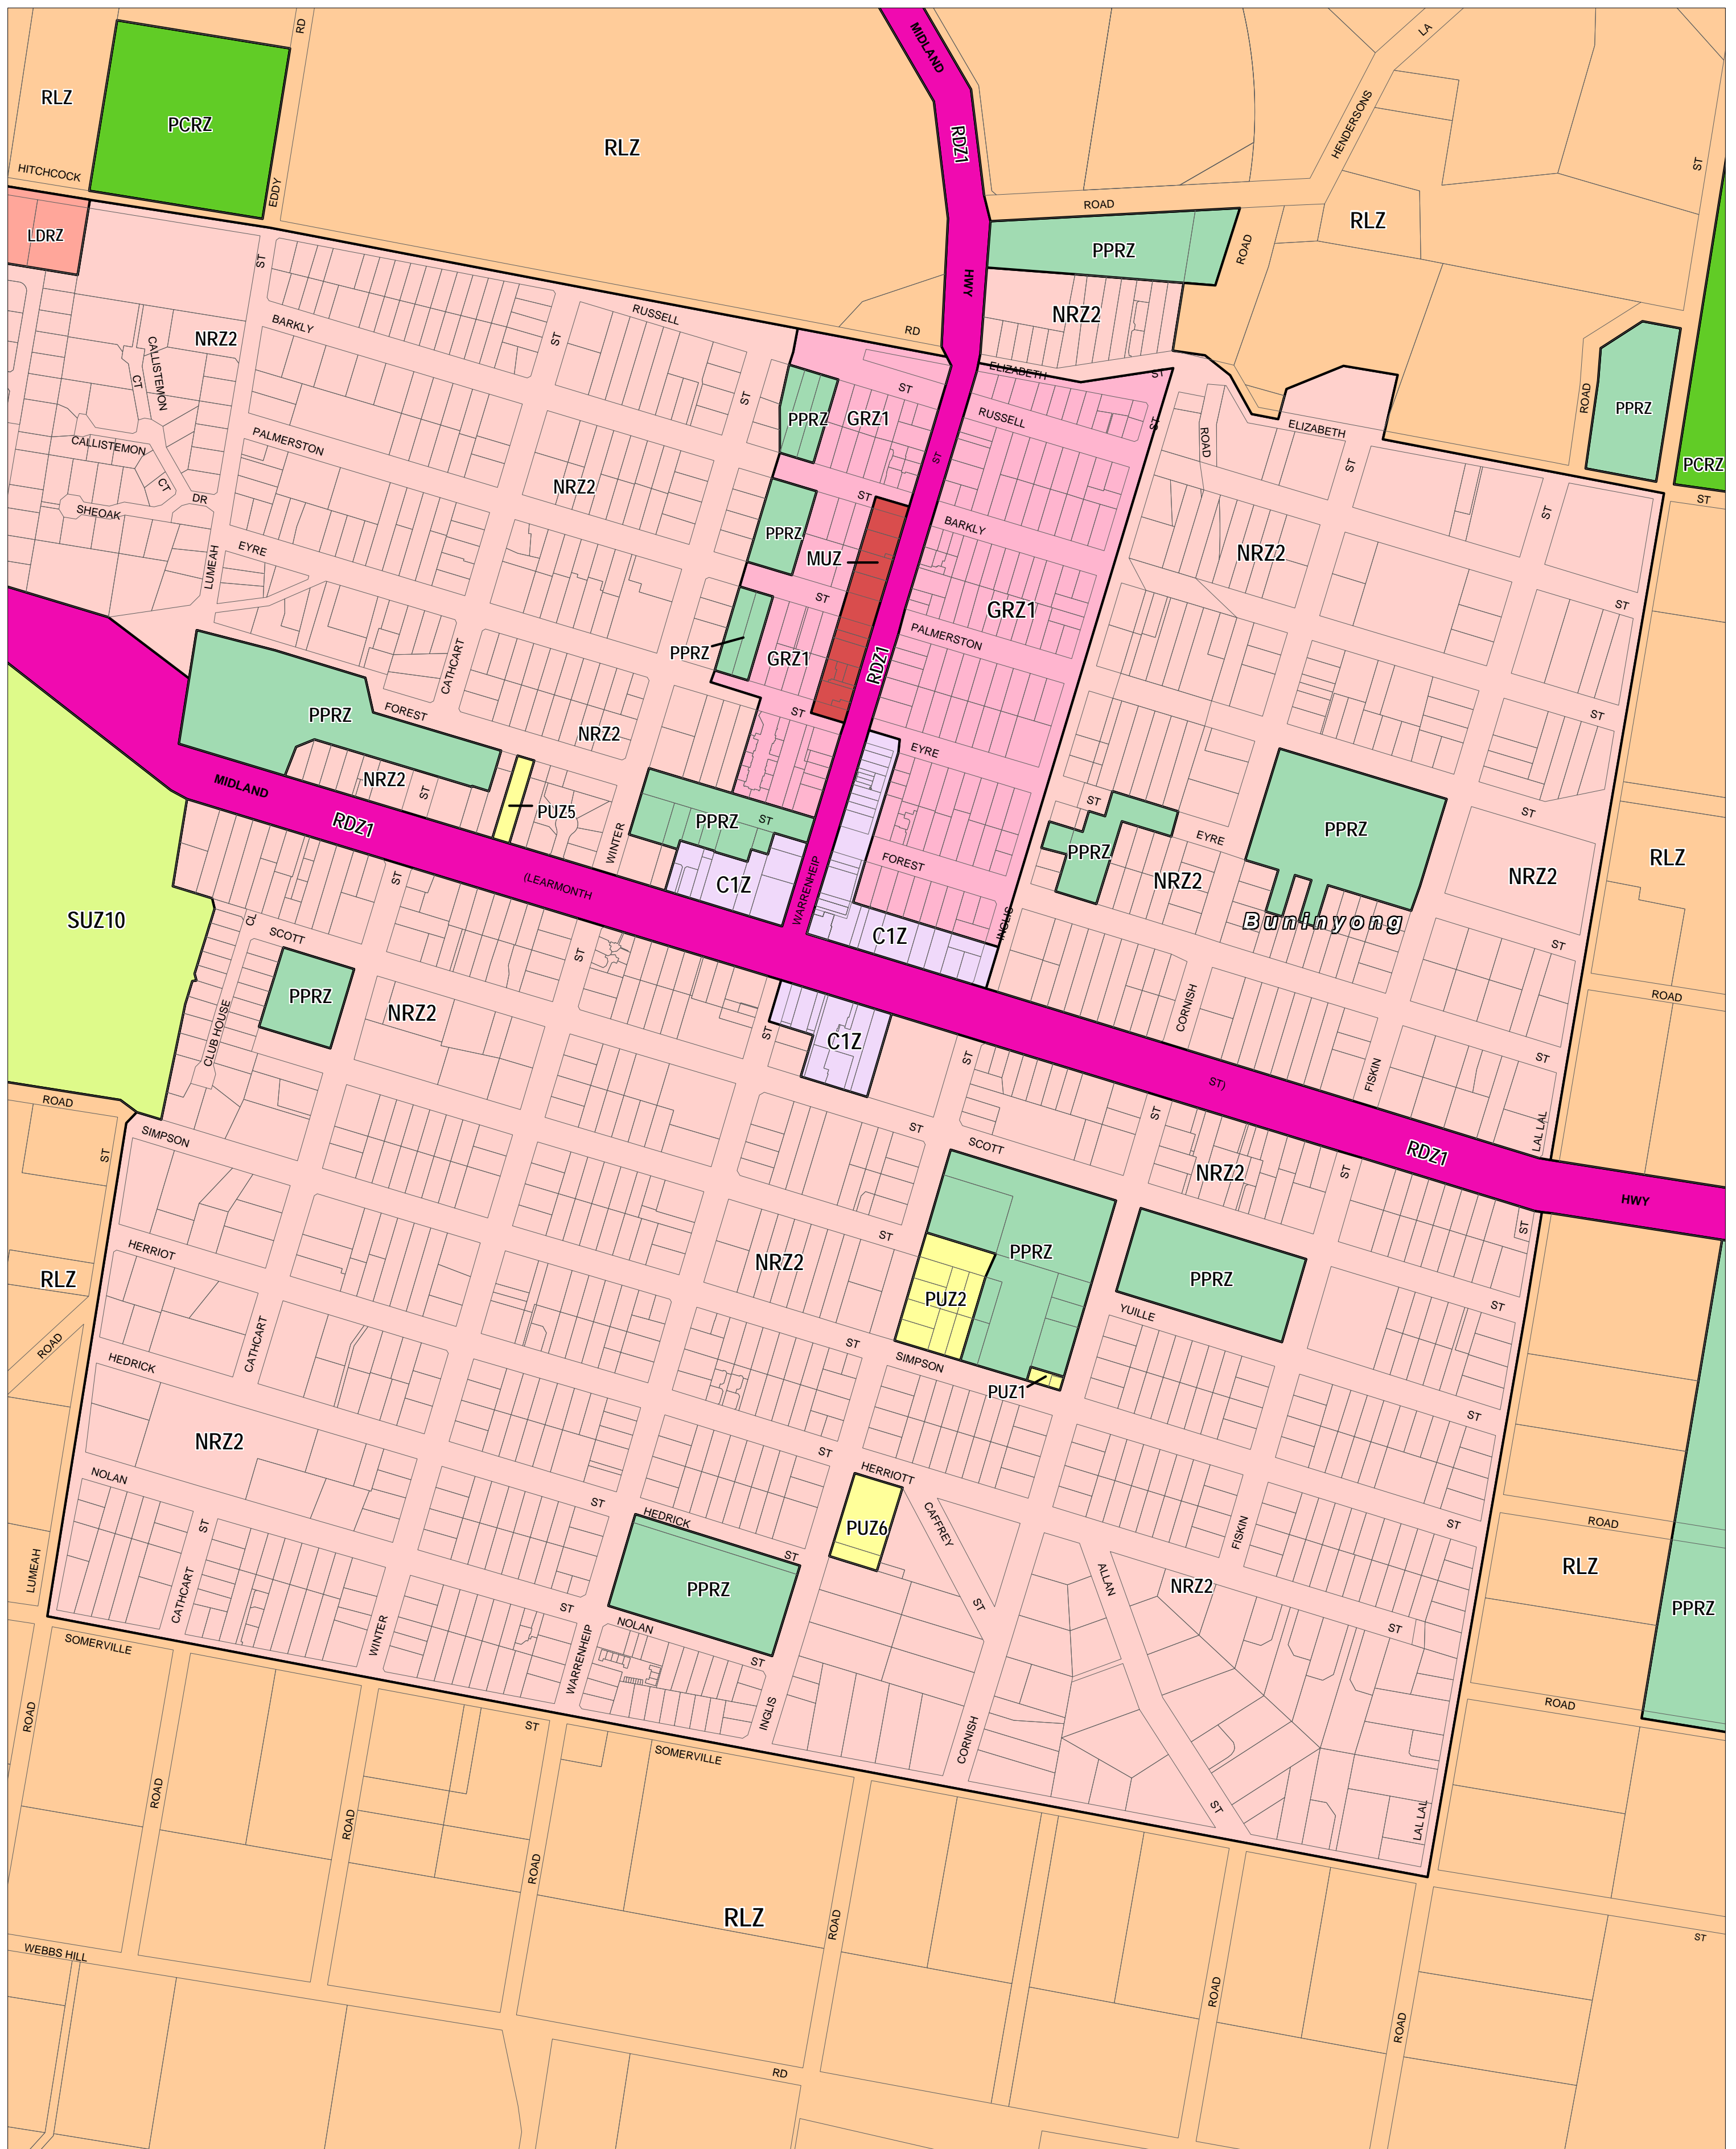 RD
MIDLAND
LA
RLZ
PCRZ
RLZ
HENDERSONS
RDZ1
ST
HITCHCOCK
EDDY
ROAD
RLZ
LDRZ
ST
PPRZ
ROAD
HWY
NRZ2
RUSSELL
BARKLY
ST
RD
NRZ2
CALLISTEMON
CT
ELIZABETH
ST
ST
ST
PPRZ
GRZ1
RUSSELL
ST
ROAD
ELIZABETH
ROAD
PPRZ
PALMERSTON
CALLISTEMON
ST
ST
PCRZ
CT
DR
NRZ2
ST
BARKLY
ST
ST
SHEOAK
PPRZ
EYRE
MUZ
NRZ2
LUMEAH
ST
GRZ1
ST
PALMERSTON
PPRZ
GRZ1
RDZ1
CATHCART
FOREST
PPRZ
ST
ST
NRZ2
EYRE
MIDLAND
NRZ2
ST
PUZ5
ST
ST
PPRZ
RDZ1
PPRZ
ST
EYRE
PPRZ
WINTER
FOREST
RLZ
ST
(LEARMONTH
C1Z
WARRENHEIP
NRZ2
NRZ2
SUZ10
CL
Buninyong
INGLIS
SCOTT
C1Z
ST
ST
PPRZ
NRZ2
ROAD
CORNISH
CLUB HOUSE
ST
C1Z
ST
ST
FISKIN
ST)
ROAD
ST
ST
LAL LAL
SIMPSON
SCOTT
ST
RDZ1
NRZ2
ST
HWY
ST
ST
HERRIOT
PPRZ
NRZ2
RLZ
PPRZ
PUZ2
ST
YUILLE
ROAD
CATHCART
ST
HEDRICK
SIMPSON
PUZ1
ST
NRZ2
ST
NOLAN
HERRIOTT
ST
HEDRICK
CAFFREY
ST
ROAD
ST
PUZ6
FISKIN
ST
RLZ
LUMEAH
ALLAN
NRZ2
PPRZ
CATHCART
ST
ST
PPRZ
NOLAN
ST
WINTER
SOMERVILLE
WARRENHEIP
ST
ROAD
ROAD
INGLIS
ST
CORNISH
SOMERVILLE
ROAD
ST
LAL LAL
ROAD
ROAD
RLZ
ROAD
ST
WEBBS HILL
ROAD
ROAD
RD